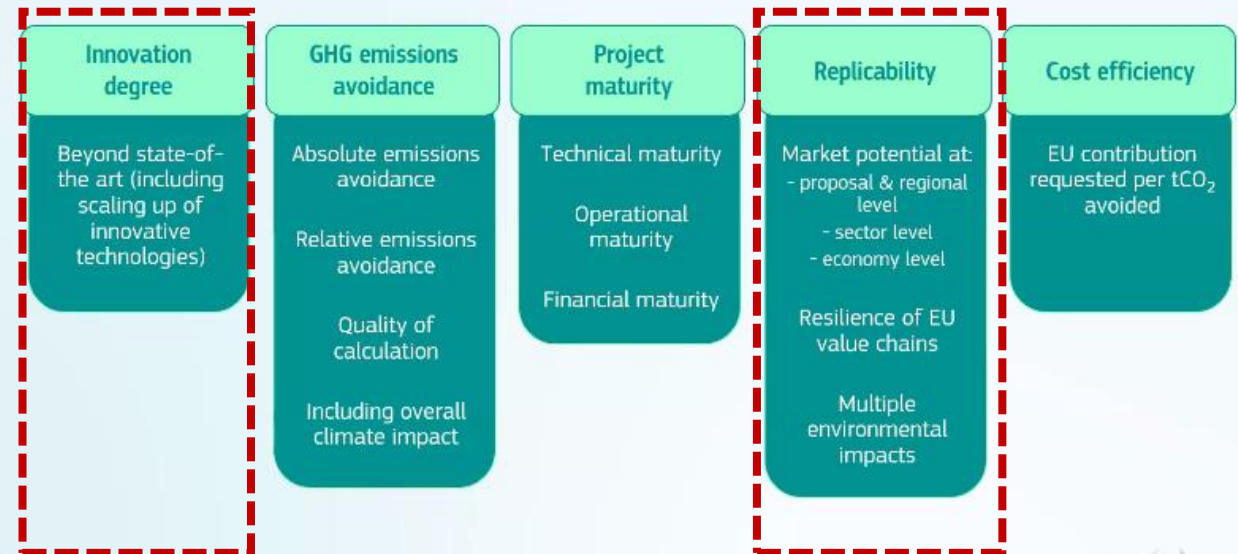 Innovation
degree
Beyond state-of-
the art (including
scaling up of
innovative
technologies)
GHG emissions
avoidance
Absolute emissions
avoidance
Relative emissions
avoidance
Quality of
calculation
Including overall
climate impact
Project
maturity
Technical maturity
Operational
maturity
Financial maturity
Replicability
Market potential at:
- proposal & regional
level
- sector level
- economy level
Resilience of EU
value chains
Multiple
environmental
impacts
Cost efficiency
EU contribution
requested per tCO₂
avoided